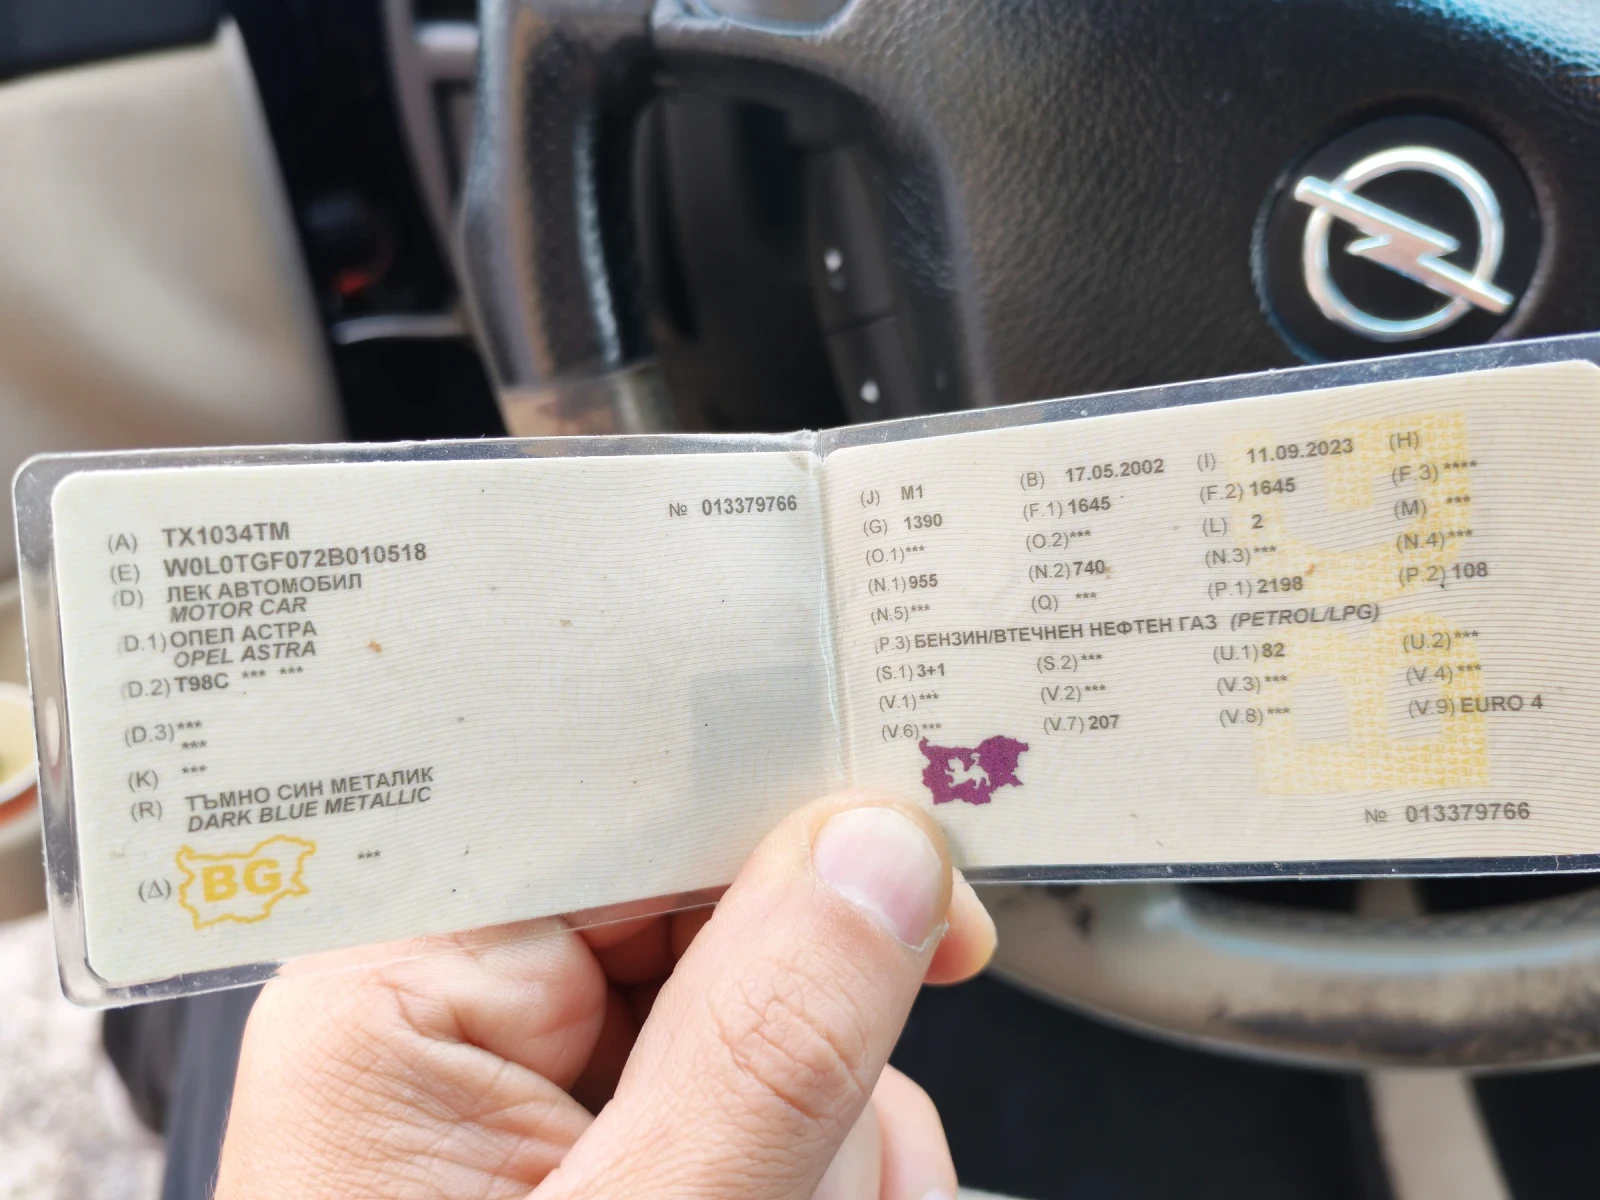 № 013379766
(A) TX1034TM
(E) W0L0TGF072B010518
(D) ЛЕК АВТОМОБИЛ
MOTOR CAR
(D.1) ОПЕЛ АСТРА
OPEL ASTRA
(D.2) T98C *** ***
(D.3) ***
***
(K) ***
(R) ТЪМНО СИН МЕТАЛИК
DARK BLUE METALLIC
(Δ) BG ***
(J) M1 (B) 17.05.2002 (I) 11.09.2023 (H)
(G) 1390 (F.1) 1645 (F.2) 1645 (F.3) ****
(O.1) *** (O.2) *** (L) 2 (M) ***
(N.1) 955 (N.2) 740 (N.3) *** (N.4) ***
(N.5) *** (Q) *** (P.1) 2198 (P.2) 108
(P.3) БЕНЗИН/ВТЕЧНЕН НЕФТЕН ГАЗ (PETROL/LPG)
(S.1) 3+1 (S.2) *** (U.1) 82 (U.2) ***
(V.1) *** (V.2) *** (V.3) *** (V.4) ***
(V.6) *** (V.7) 207 (V.8) *** (V.9) EURO 4
№ 013379766